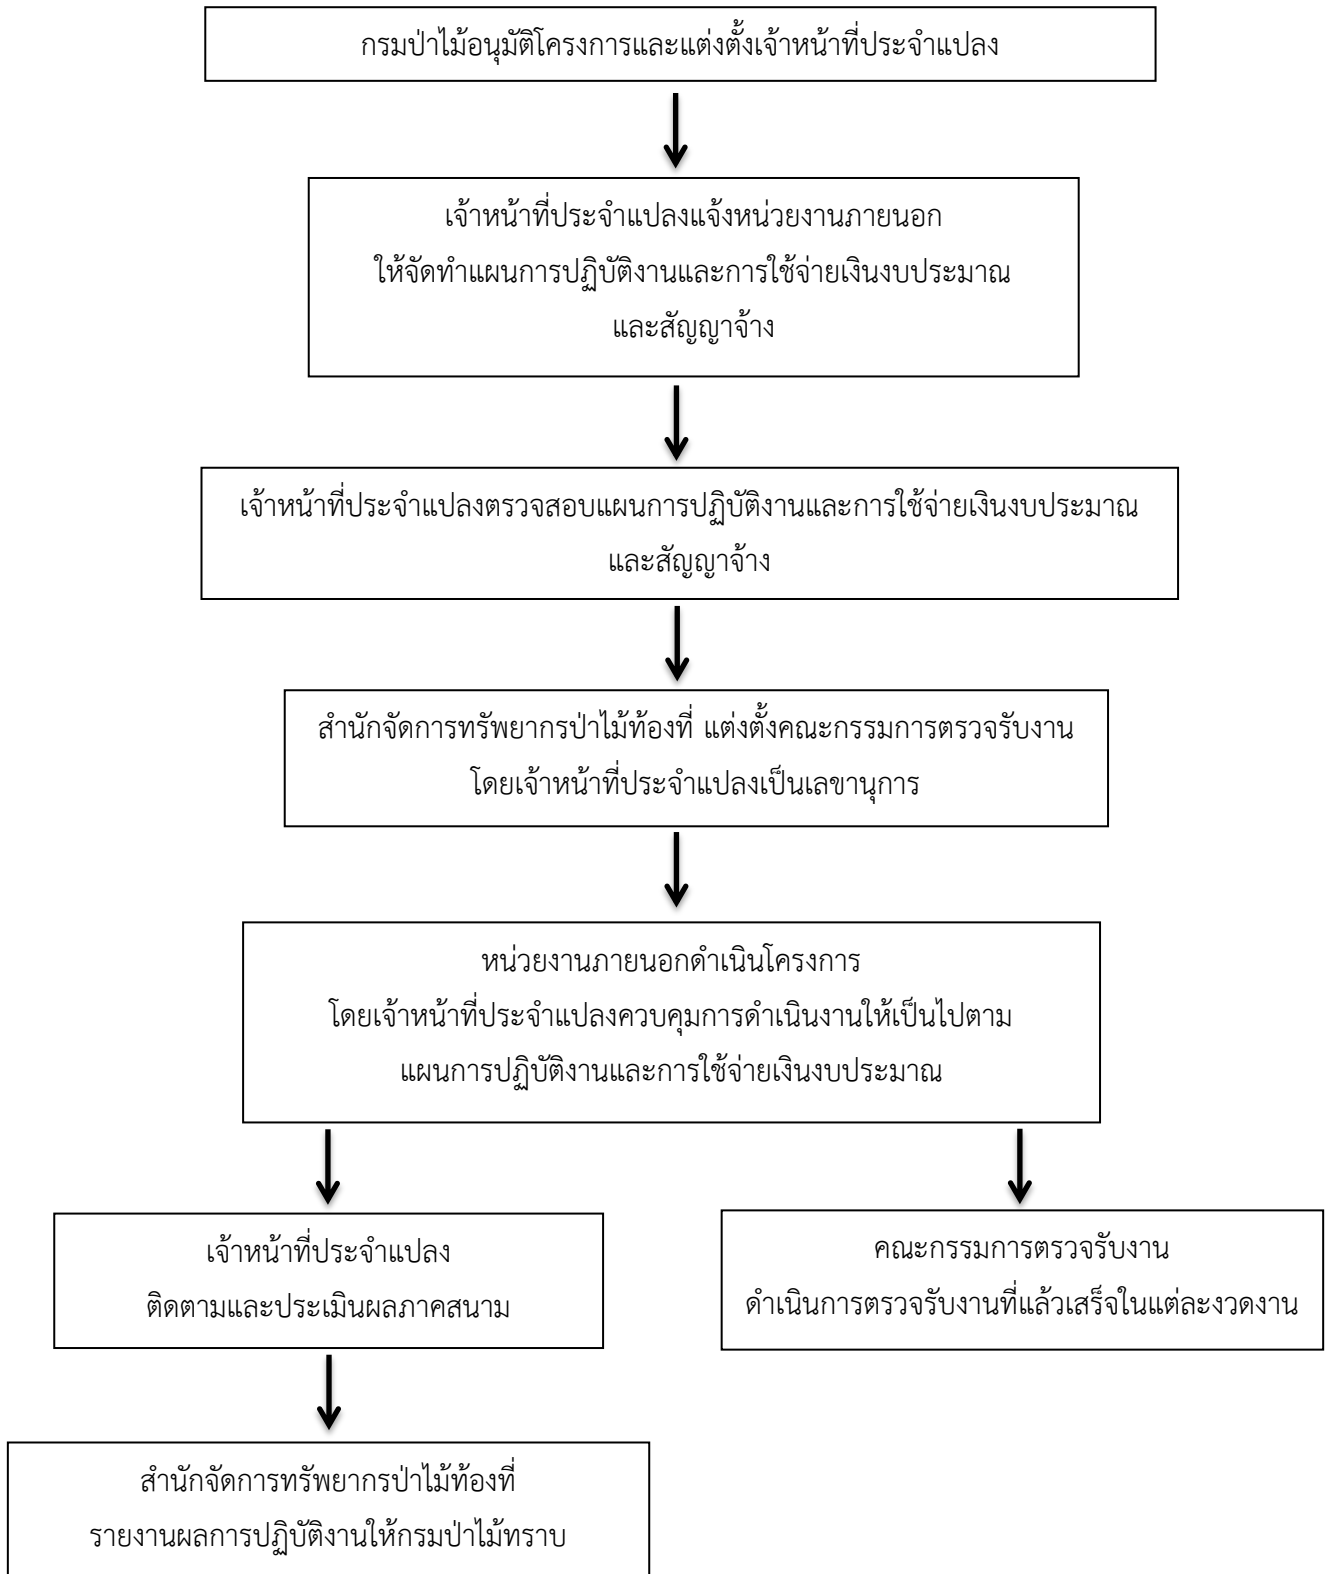 กรมป่าไม้อนุมัติโครงการและแต่งตั้งเจ้าหน้าที่ประจำแปลง
เจ้าหน้าที่ประจำแปลงแจ้งหน่วยงานภายนอก
ให้จัดทำแผนการปฏิบัติงานและการใช้จ่ายเงินงบประมาณ
และสัญญาจ้าง
เจ้าหน้าที่ประจำแปลงตรวจสอบแผนการปฏิบัติงานและการใช้จ่ายเงินงบประมาณ
และสัญญาจ้าง
สำนักจัดการทรัพยากรป่าไม้ท้องที่ แต่งตั้งคณะกรรมการตรวจรับงาน
โดยเจ้าหน้าที่ประจำแปลงเป็นเลขานุการ
หน่วยงานภายนอกดำเนินโครงการ
โดยเจ้าหน้าที่ประจำแปลงควบคุมการดำเนินงานให้เป็นไปตาม
แผนการปฏิบัติงานและการใช้จ่ายเงินงบประมาณ
เจ้าหน้าที่ประจำแปลง
ติดตามและประเมินผลภาคสนาม
คณะกรรมการตรวจรับงาน
ดำเนินการตรวจรับงานที่แล้วเสร็จในแต่ละงวดงาน
สำนักจัดการทรัพยากรป่าไม้ท้องที่
รายงานผลการปฏิบัติงานให้กรมป่าไม้ทราบ